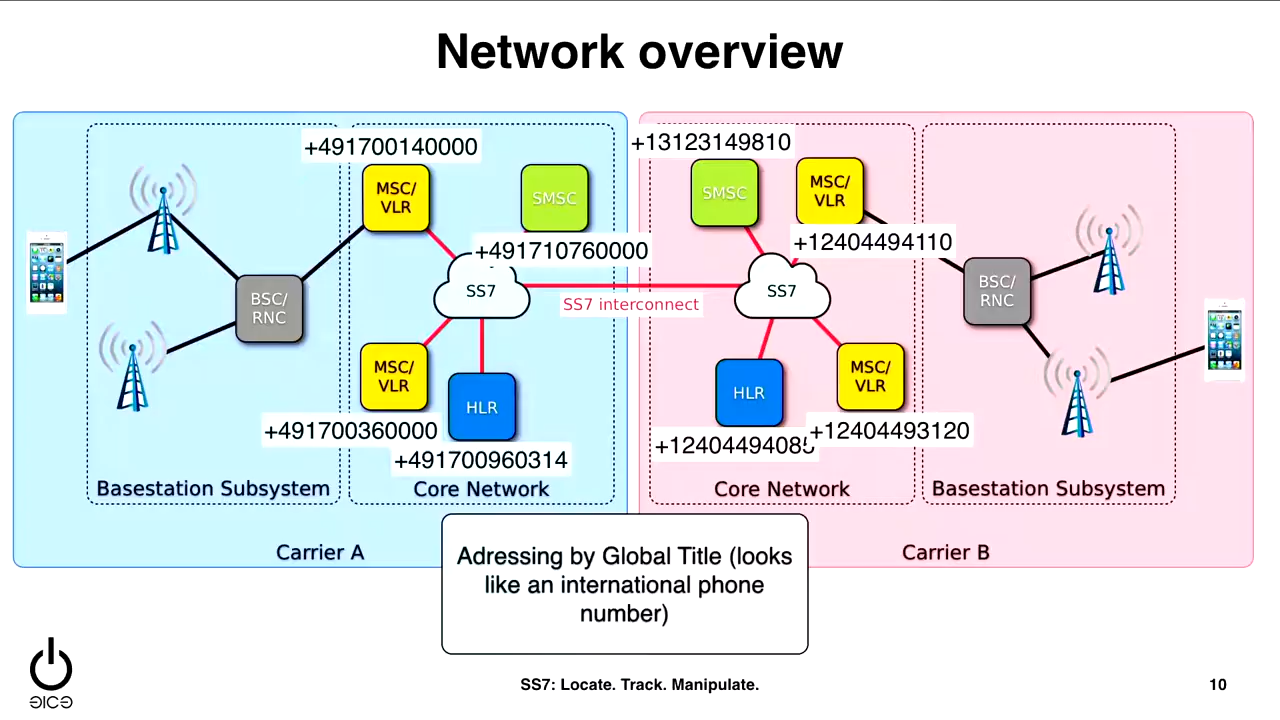 Network overview
+491700140000
+13123149810
MSC/
VLR
SMSC
SMSC
MSC/
VLR
+491710760000
+12404494110
BSC/
RNC
SS7
SS7
BSC/
RNC
SS7 interconnect
MSC/
VLR
HLR
HLR
MSC/
VLR
+491700360000
+491700960314
+12404494085
+12404493120
Basestation Subsystem
Core Network
Core Network
Basestation Subsystem
Carrier A
Carrier B
Adressing by Global Title (looks
like an international phone
number)
SS7: Locate. Track. Manipulate.
10